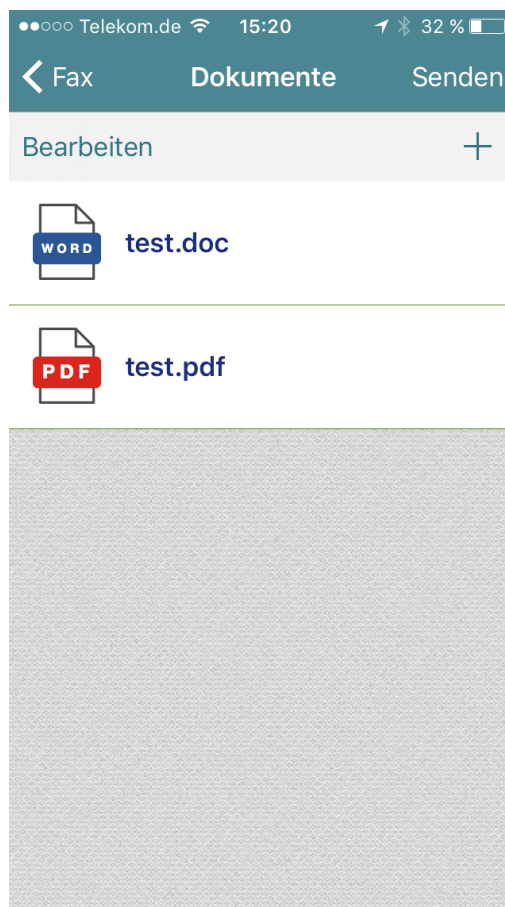 Telekom.de 15:20 32 %
Fax Dokumente Senden
Bearbeiten +
WORD test.doc
PDF test.pdf